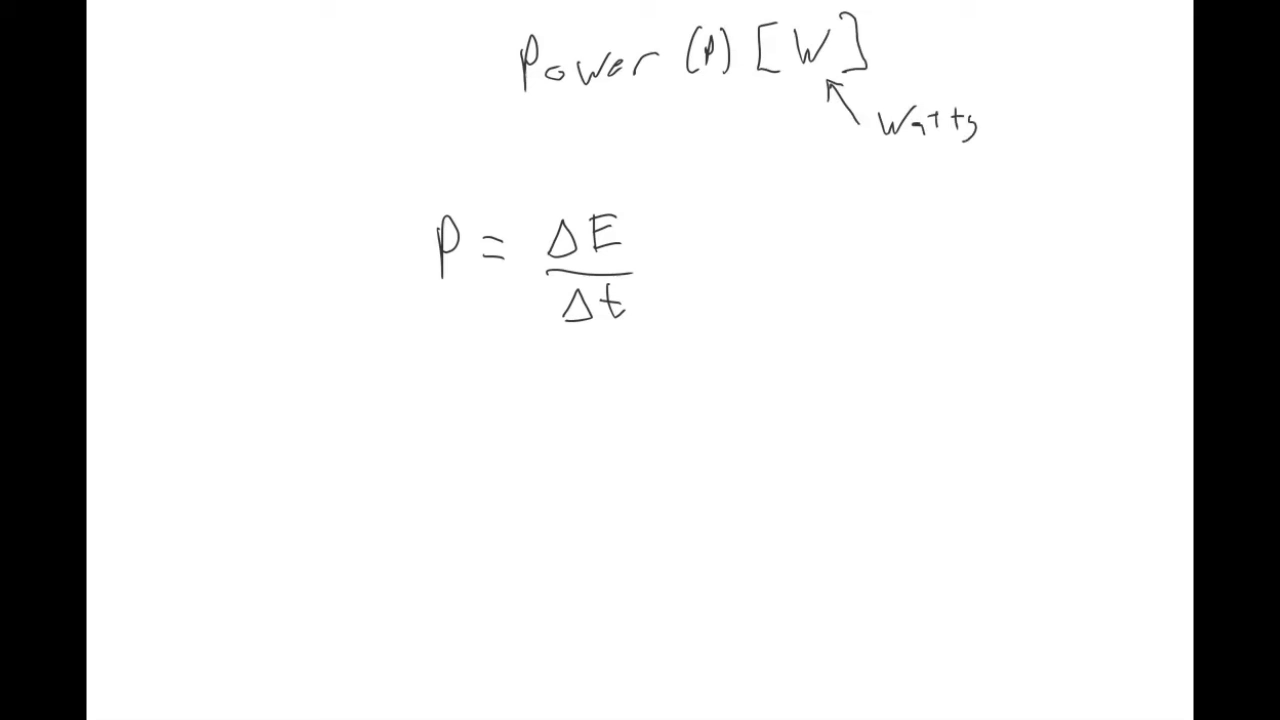 Power (P) [W]
Watts
P = ΔE
Δt